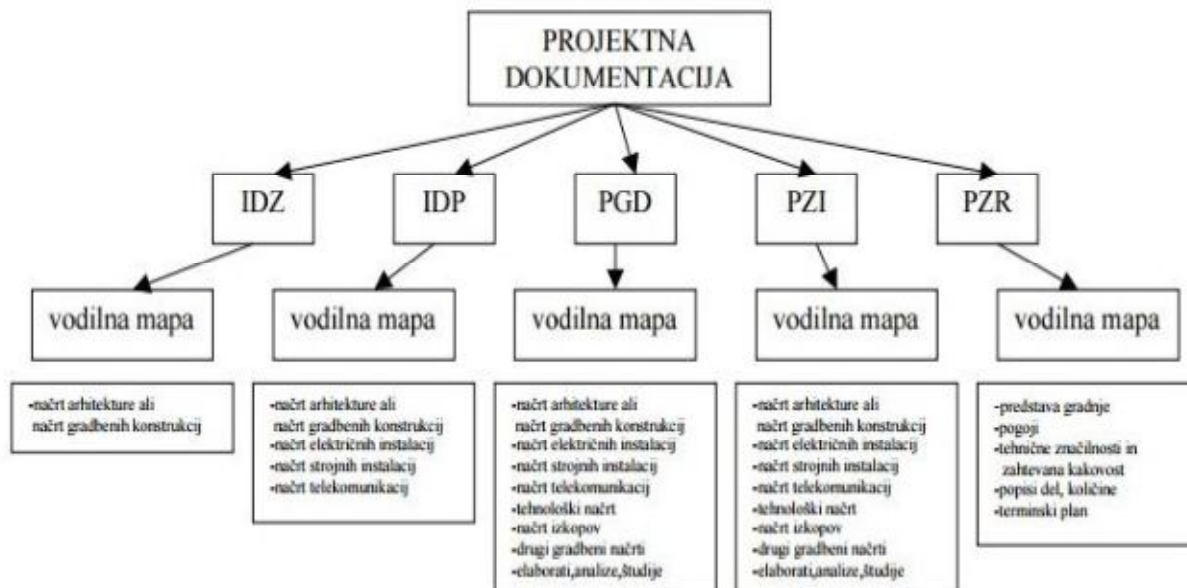 PROJEKTNA
DOKUMENTACIJA
IDZ
IDP
PGD
PZI
PZR
vodilna mapa
vodilna mapa
vodilna mapa
vodilna mapa
vodilna mapa
-načrt arhitekture ali
načrt gradbenih konstrukcij
-načrt arhitekture ali
načrt gradbenih konstrukcij
-načrt električnih instalacij
-načrt strojnih instalacij
-načrt telekomunikacij
-načrt arhitekture ali
načrt gradbenih konstrukcij
-načrt električnih instalacij
-načrt strojnih instalacij
-načrt telekomunikacij
-tehnološki načrt
-načrt izkopov
-drugi gradbeni načrti
-elaborati,analize,študije
-načrt arhitekture ali
načrt gradbenih konstrukcij
-načrt električnih instalacij
-načrt strojnih instalacij
-načrt telekomunikacij
-tehnološki načrt
-načrt izkopov
-drugi gradbeni načrti
-elaborati,analize,študije
-predstava gradnje
-pogoji
-tehnične značilnosti in
zahtevana kakovost
-popisi del, količine
-terminski plan